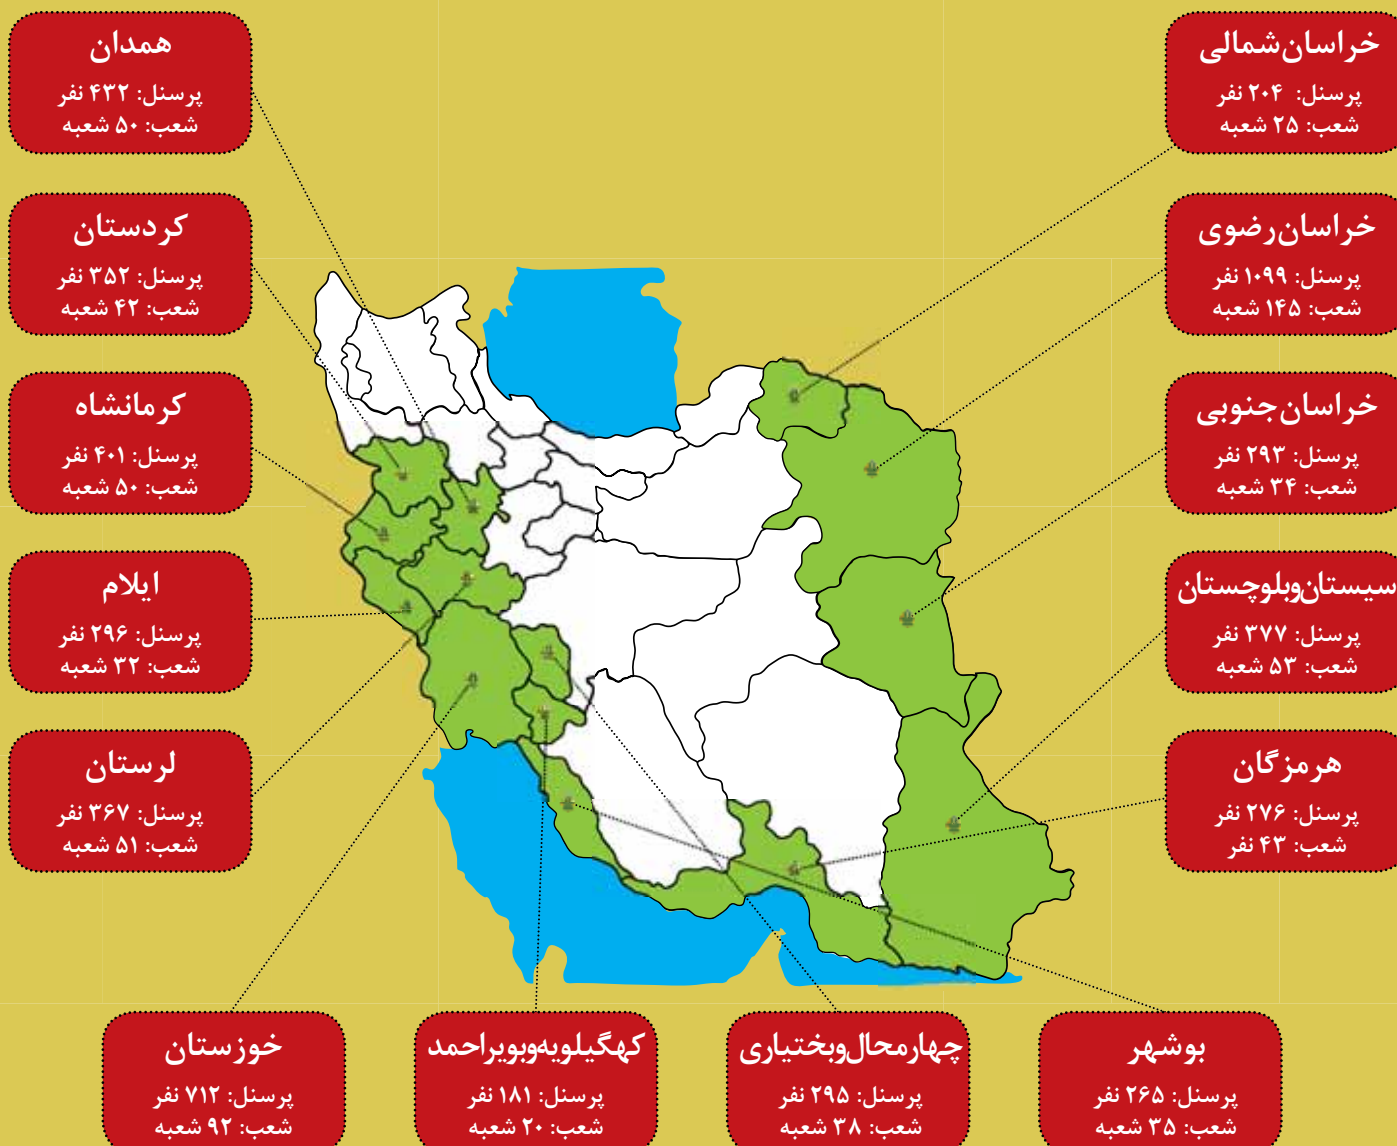 خراسان‌شمالی
پرسنل: ۲۰۴ نفر
شعب: ۲۵ شعبه
خراسان‌رضوی
پرسنل: ۱۰۹۹ نفر
شعب: ۱۴۵ شعبه
خراسان‌جنوبی
پرسنل: ۲۹۳ نفر
شعب: ۳۴ شعبه
سیستان‌وبلوچستان
پرسنل: ۳۷۷ نفر
شعب: ۵۳ شعبه
هرمزگان
پرسنل: ۲۷۶ نفر
شعب: ۴۳ نفر
همدان
پرسنل: ۴۳۲ نفر
شعب: ۵۰ شعبه
کردستان
پرسنل: ۳۵۲ نفر
شعب: ۴۲ شعبه
کرمانشاه
پرسنل: ۴۰۱ نفر
شعب: ۵۰ شعبه
ایلام
پرسنل: ۲۹۶ نفر
شعب: ۳۲ شعبه
لرستان
پرسنل: ۳۶۷ نفر
شعب: ۵۱ شعبه
بوشهر
پرسنل: ۲۶۵ نفر
شعب: ۳۵ شعبه
چهارمحال‌وبختیاری
پرسنل: ۲۹۵ نفر
شعب: ۳۸ شعبه
کهگیلویه‌وبویراحمد
پرسنل: ۱۸۱ نفر
شعب: ۲۰ شعبه
خوزستان
پرسنل: ۷۱۲ نفر
شعب: ۹۲ شعبه